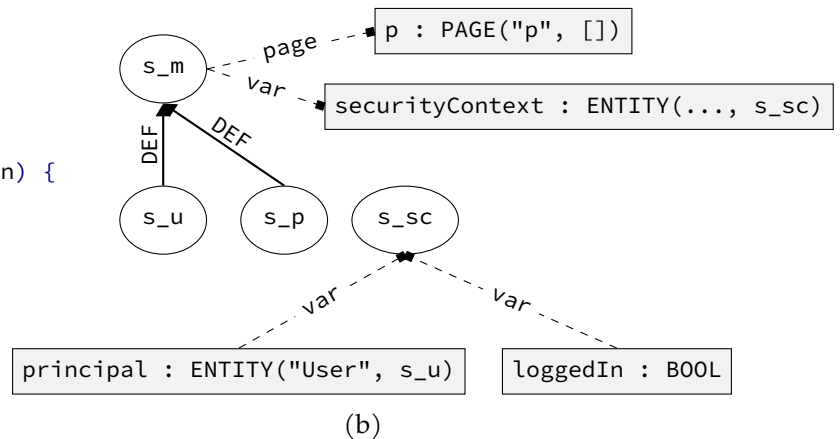 p : PAGE("p", [])
page
s_m
var
securityContext : ENTITY(..., s_sc)
DEF
DEF
n) {
s_u
s_p
s_sc
var
var
principal : ENTITY("User", s_u)
loggedIn : BOOL
(b)